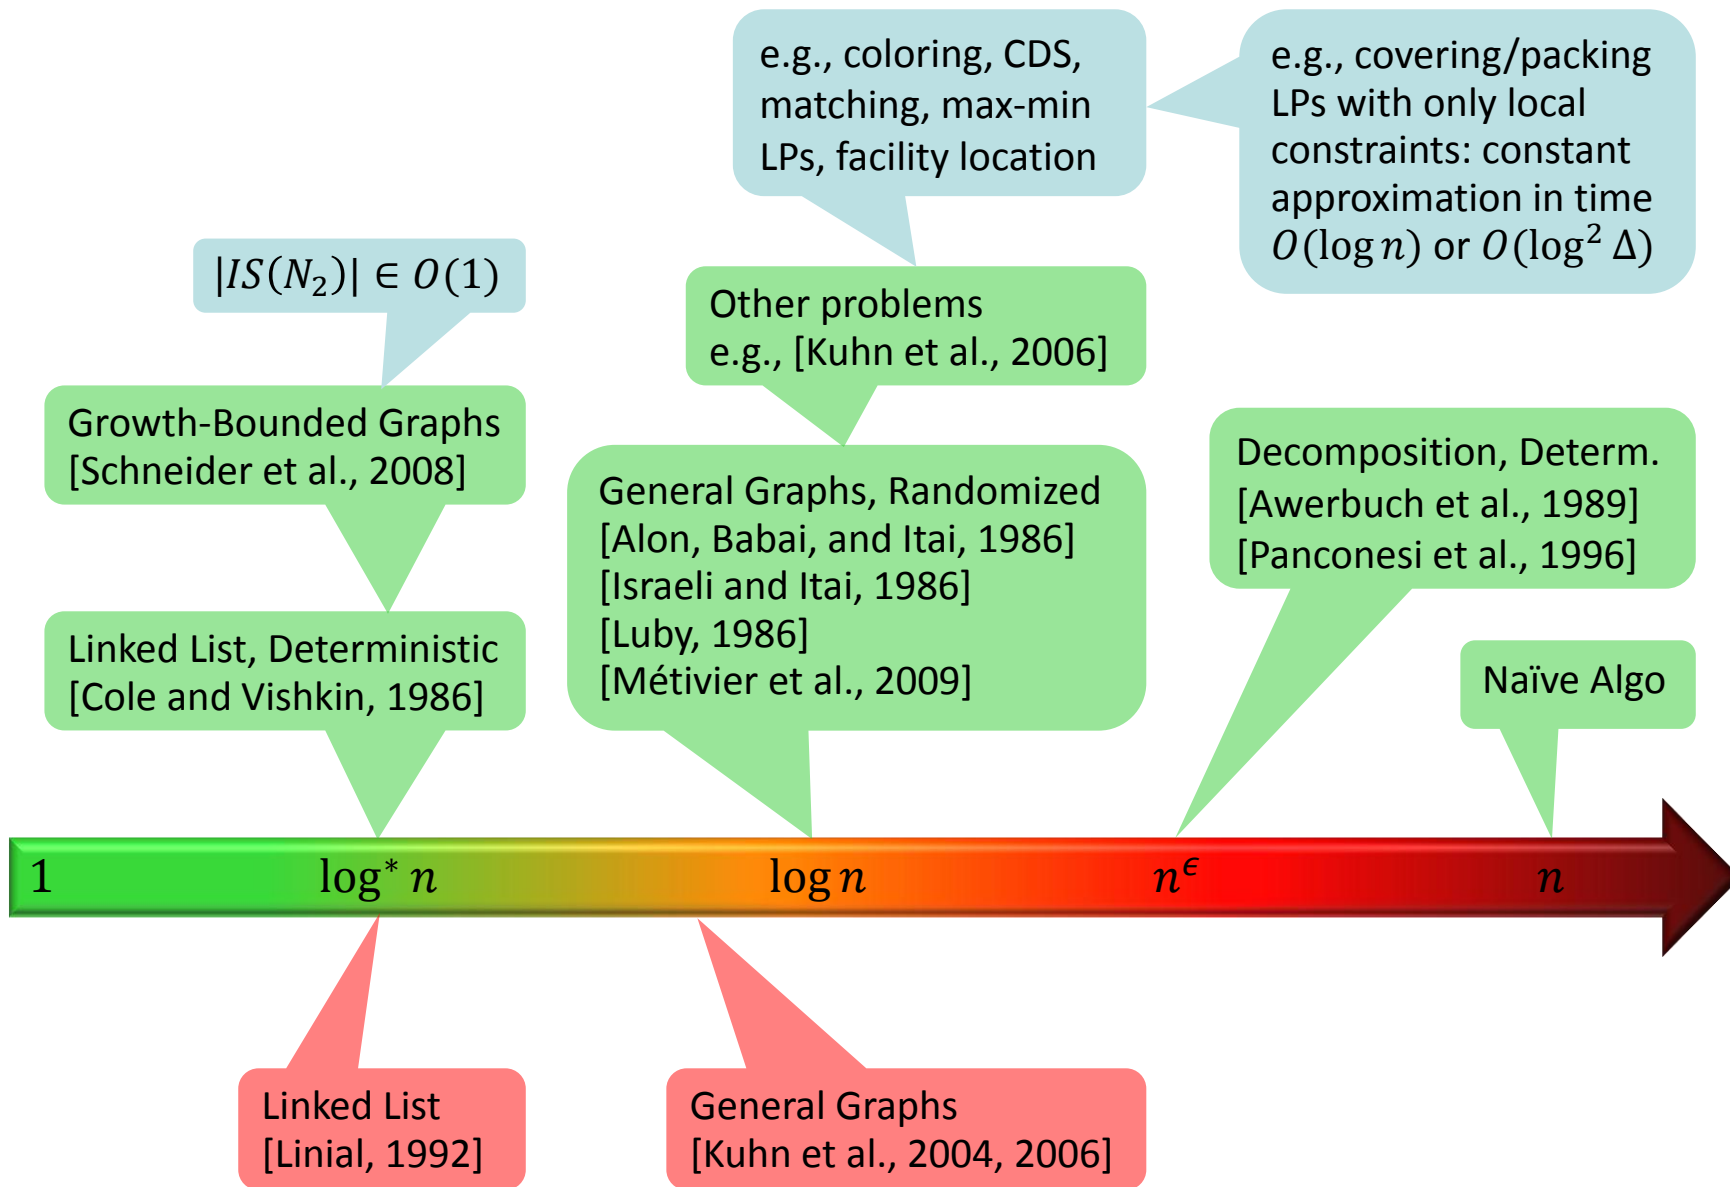 e.g., coloring, CDS,
matching, max-min
LPs, facility location
e.g., covering/packing
LPs with only local
constraints: constant
approximation in time
O(log n) or O(log² Δ)
|IS(N₂)| ∈ O(1)
Other problems
e.g., [Kuhn et al., 2006]
Growth-Bounded Graphs
[Schneider et al., 2008]
General Graphs, Randomized
[Alon, Babai, and Itai, 1986]
[Israeli and Itai, 1986]
[Luby, 1986]
[Métivier et al., 2009]
Decomposition, Determ.
[Awerbuch et al., 1989]
[Panconesi et al., 1996]
Linked List, Deterministic
[Cole and Vishkin, 1986]
Naïve Algo
1
log* n
log n
n^ϵ
n
Linked List
[Linial, 1992]
General Graphs
[Kuhn et al., 2004, 2006]